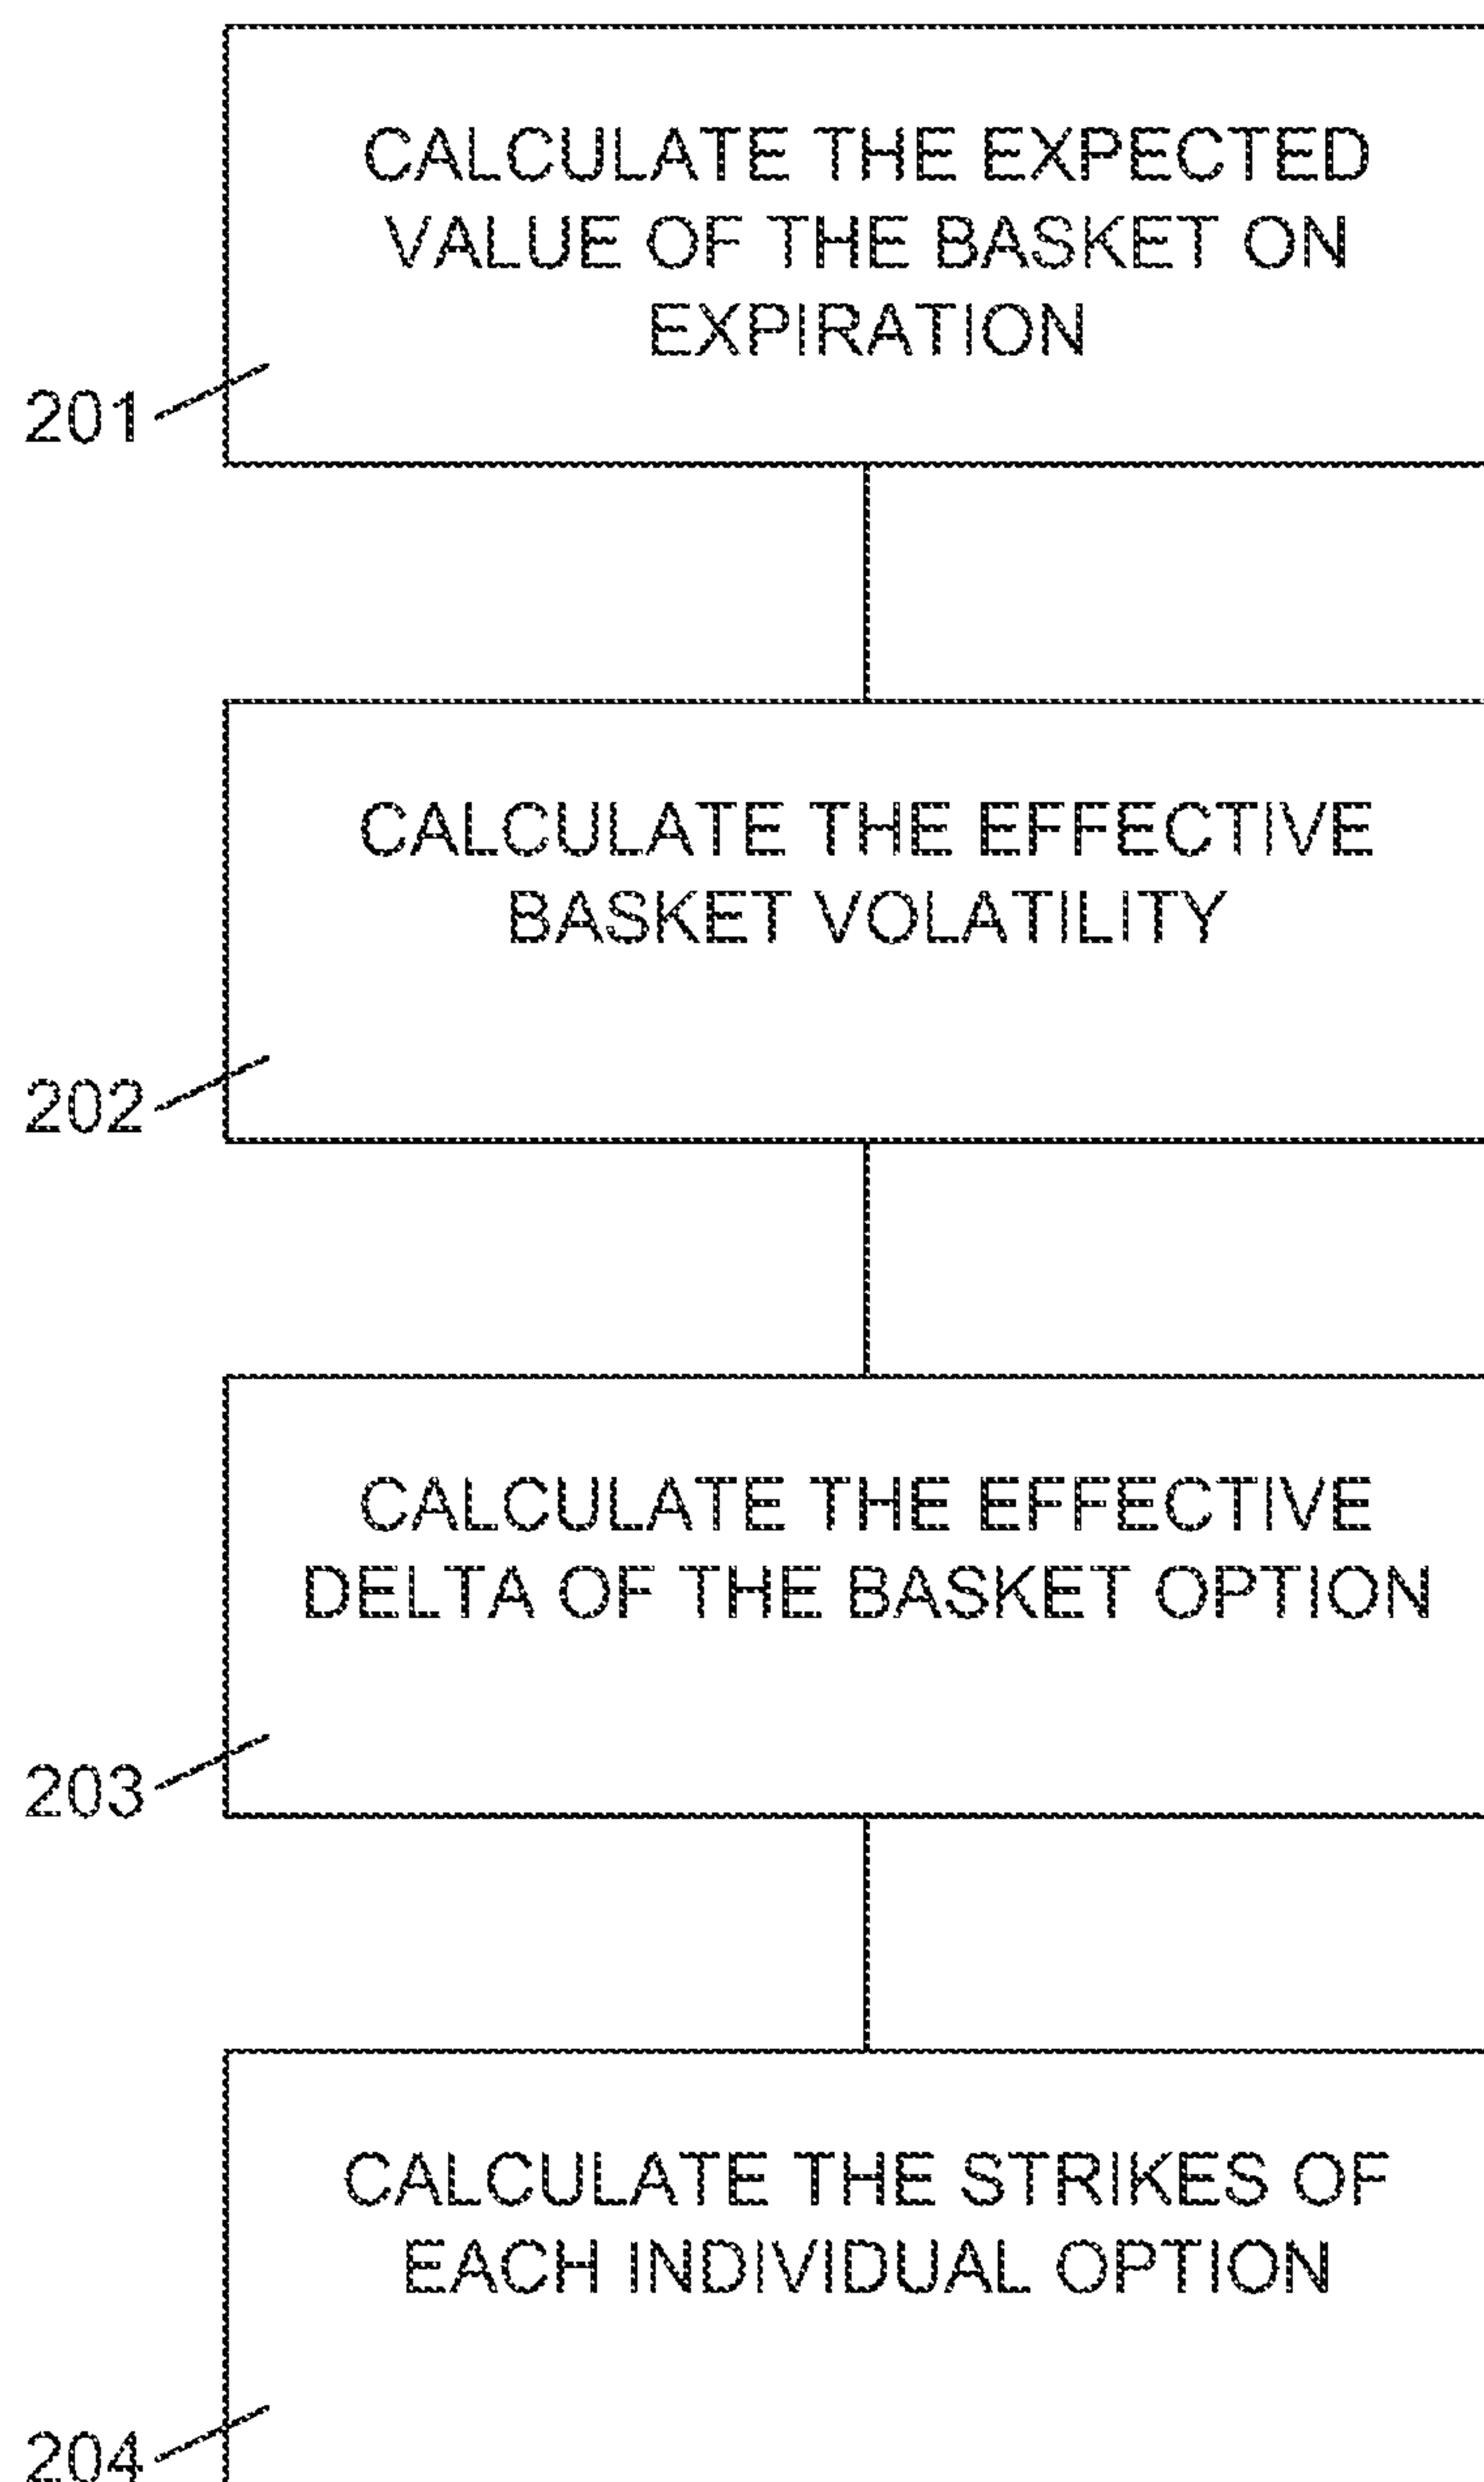 CALCULATE THE EXPECTED
VALUE OF THE BASKET ON
EXPIRATION
201
CALCULATE THE EFFECTIVE
BASKET VOLATILITY
202
CALCULATE THE EFFECTIVE
DELTA OF THE BASKET OPTION
203
CALCULATE THE STRIKES OF
EACH INDIVIDUAL OPTION
204